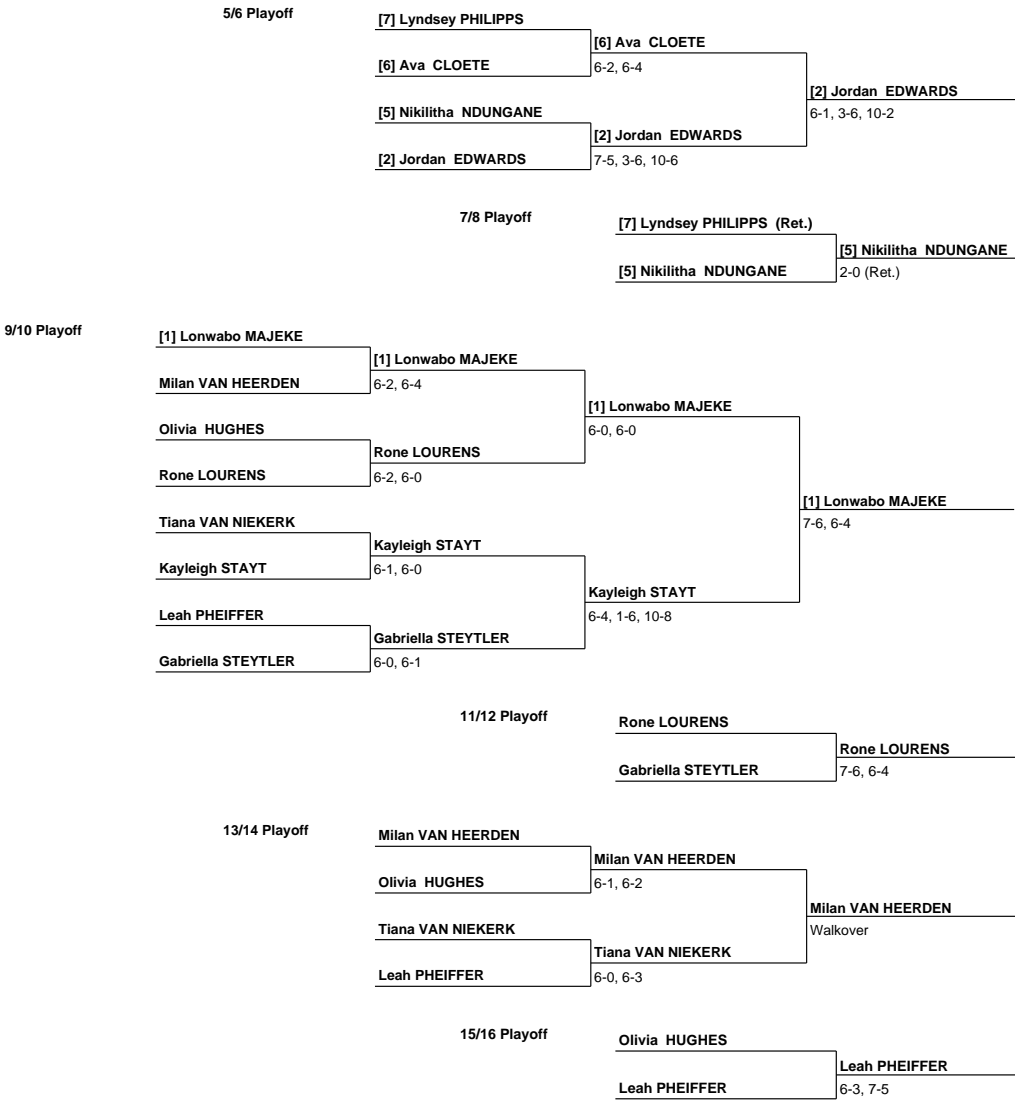 5/6 Playoff
[7] Lyndsey PHILIPPS
[6] Ava CLOETE
[6] Ava CLOETE
6-2, 6-4
[2] Jordan EDWARDS
[5] Nikilitha NDUNGANE
6-1, 3-6, 10-2
[2] Jordan EDWARDS
[2] Jordan EDWARDS
7-5, 3-6, 10-6
7/8 Playoff
[7] Lyndsey PHILIPPS (Ret.)
[5] Nikilitha NDUNGANE
[5] Nikilitha NDUNGANE
2-0 (Ret.)
9/10 Playoff
[1] Lonwabo MAJEKE
[1] Lonwabo MAJEKE
Milan VAN HEERDEN
6-2, 6-4
[1] Lonwabo MAJEKE
Olivia HUGHES
6-0, 6-0
Rone LOURENS
Rone LOURENS
6-2, 6-0
[1] Lonwabo MAJEKE
Tiana VAN NIEKERK
7-6, 6-4
Kayleigh STAYT
Kayleigh STAYT
6-1, 6-0
Kayleigh STAYT
Leah PHEIFFER
6-4, 1-6, 10-8
Gabriella STEYTLER
Gabriella STEYTLER
6-0, 6-1
11/12 Playoff
Rone LOURENS
Rone LOURENS
Gabriella STEYTLER
7-6, 6-4
13/14 Playoff
Milan VAN HEERDEN
Milan VAN HEERDEN
Olivia HUGHES
6-1, 6-2
Milan VAN HEERDEN
Tiana VAN NIEKERK
Walkover
Tiana VAN NIEKERK
Leah PHEIFFER
6-0, 6-3
15/16 Playoff
Olivia HUGHES
Leah PHEIFFER
Leah PHEIFFER
6-3, 7-5